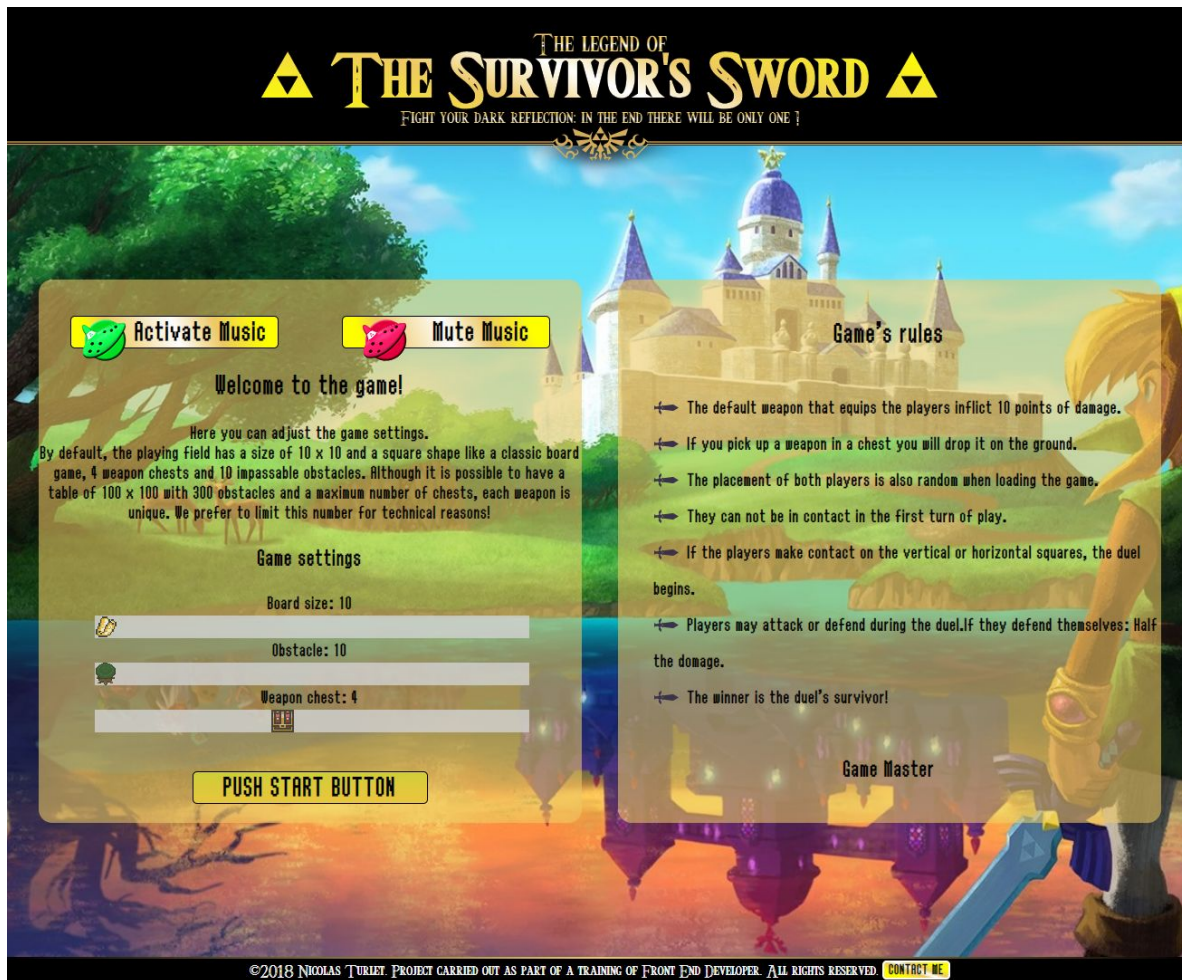 The legend of
The Survivor's Sword
Fight your dark reflection: in the end there will be only one !
Activate Music
Mute Music
Welcome to the game!
Here you can adjust the game settings.
By default, the playing field has a size of 10 x 10 and a square shape like a classic board
game, 4 weapon chests and 10 impassable obstacles. Although it is possible to have a
table of 100 x 100 with 300 obstacles and a maximum number of chests, each weapon is
unique. We prefer to limit this number for technical reasons!
Game settings
Board size: 10
Obstacle: 10
Weapon chest: 4
PUSH START BUTTON
Game's rules
The default weapon that equips the players inflict 10 points of damage.
If you pick up a weapon in a chest you will drop it on the ground.
The placement of both players is also random when loading the game.
They can not be in contact in the first turn of play.
If the players make contact on the vertical or horizontal squares, the duel
begins.
Players may attack or defend during the duel.If they defend themselves: Half
the domage.
The winner is the duel's survivor!
Game Master
©2018 Nicolas Turlet. Project carried out as part of a training of Front End Developer. All rights reserved.
CONTACT ME